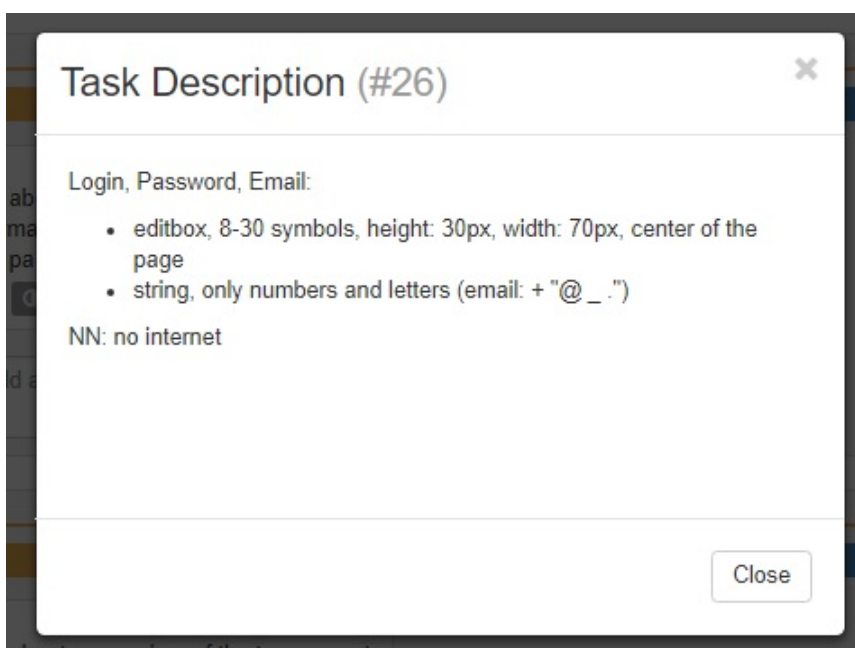 Task Description (#26)
×
Login, Password, Email:
• editbox, 8-30 symbols, height: 30px, width: 70px, center of the
page
• string, only numbers and letters (email: + "@ _ .")
NN: no internet
Close